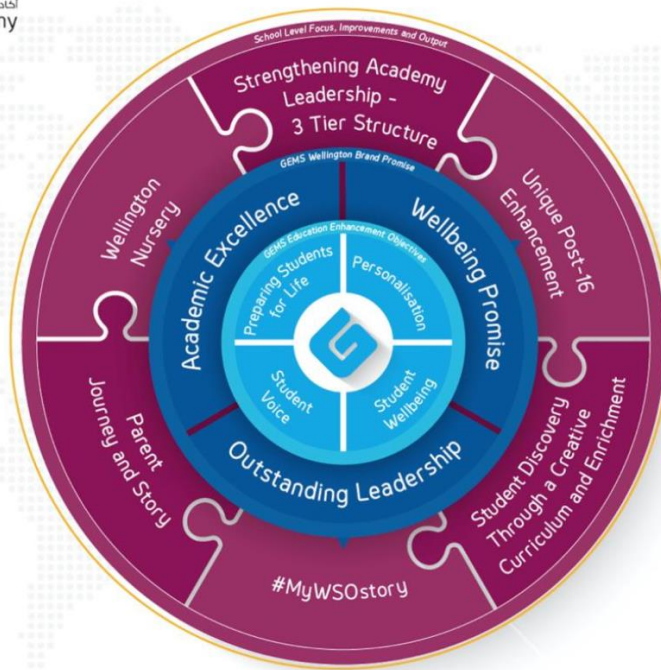 my
School Level Focus, Improvements and Output
Strengthening Academy
Leadership -
3 Tier Structure
Unique Post-16
Enhancement
Student Discovery
Through a Creative
Curriculum and Enrichment
#MyWSOstory
Parent
Journey and Story
Wellington
Nursery
GEMS Wellington Brand Promise
Academic Excellence
Wellbeing Promise
Outstanding Leadership
GEMS Education Enhancement Objectives
Preparing Students
for Life
Personalisation
Student
Wellbeing
Student
Voice